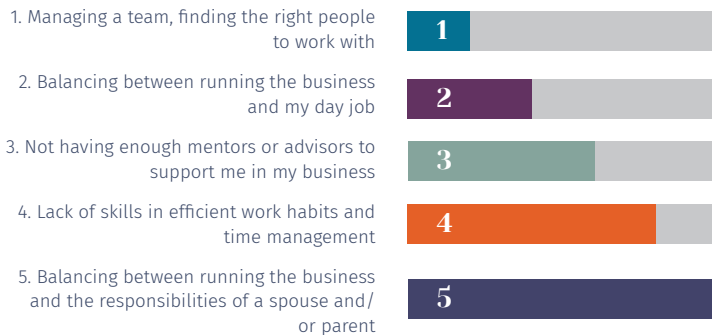 1. Managing a team, finding the right people
to work with
1
2. Balancing between running the business
and my day job
2
3. Not having enough mentors or advisors to
support me in my business
3
4. Lack of skills in efficient work habits and
time management
4
5. Balancing between running the business
and the responsibilities of a spouse and/
or parent
5